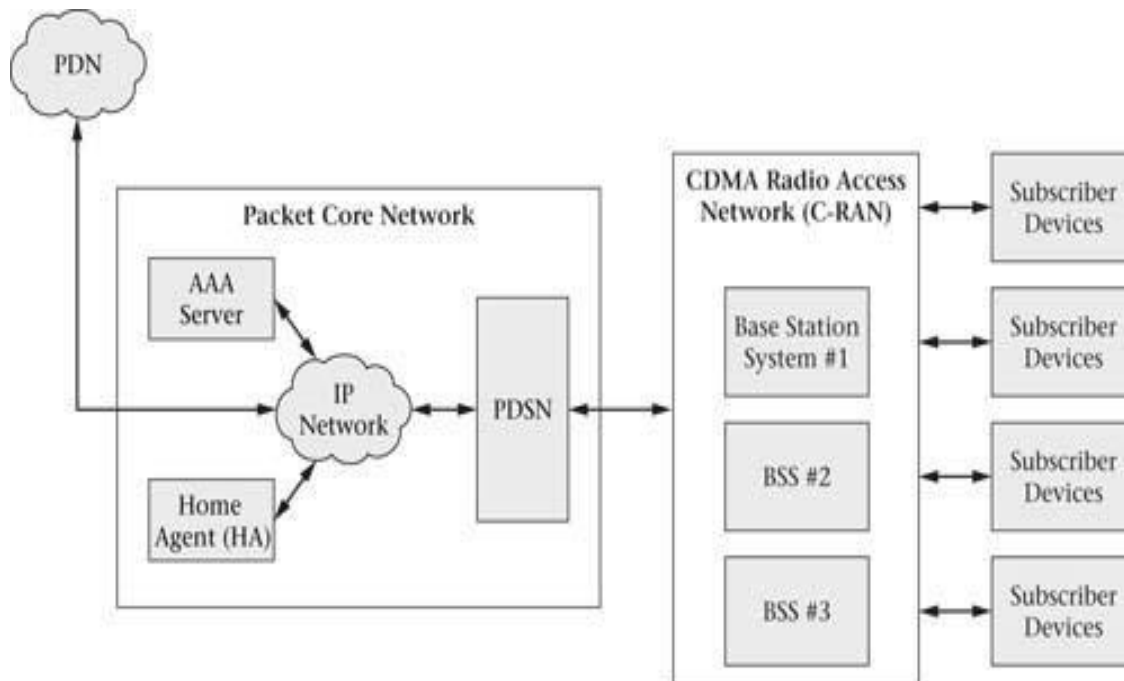 PDN
Packet Core Network
AAA
Server
IP
Network
Home
Agent (HA)
PDSN
CDMA Radio Access
Network (C-RAN)
Base Station
System #1
BSS #2
BSS #3
Subscriber
Devices
Subscriber
Devices
Subscriber
Devices
Subscriber
Devices